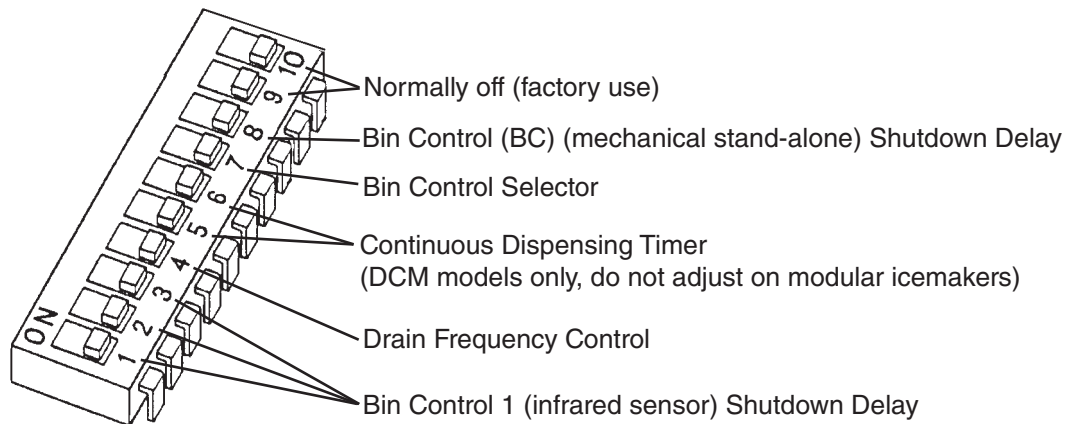 10
9
8
7
6
5
4
3
2
1
ON
Normally off (factory use)
Bin Control (BC) (mechanical stand-alone) Shutdown Delay
Bin Control Selector
Continuous Dispensing Timer
(DCM models only, do not adjust on modular icemakers)
Drain Frequency Control
Bin Control 1 (infrared sensor) Shutdown Delay